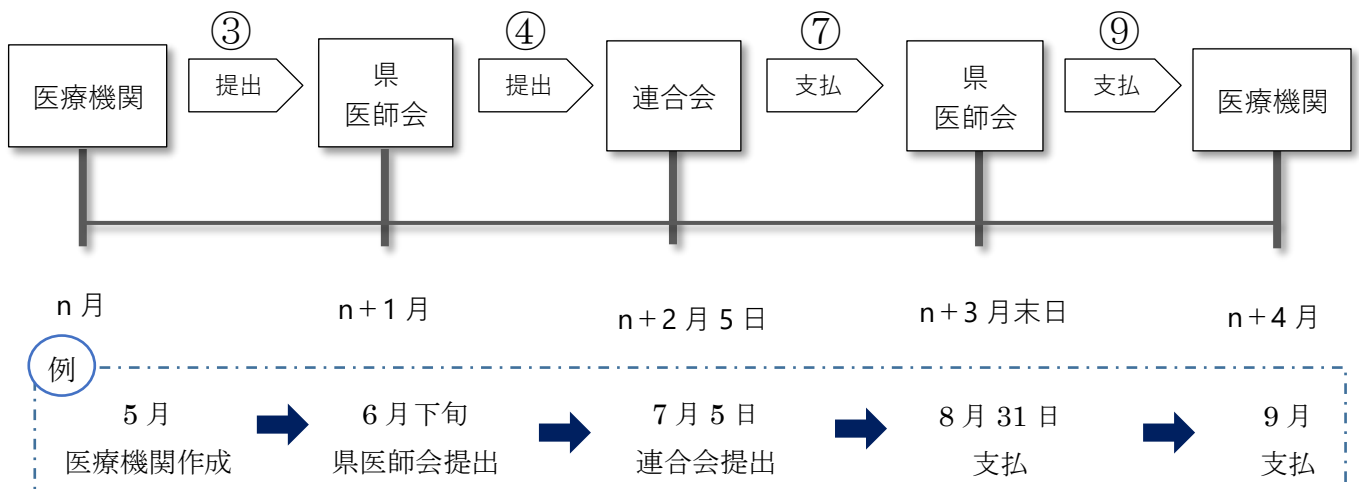 ③ ④ ⑦ ⑨
医療機関
提出
県
医師会
提出
連合会
支払
県
医師会
支払
医療機関
n月 n+1月 n+2月5日 n+3月末日 n+4月
例
5月 6月下旬 7月5日 8月31日 9月
医療機関作成 県医師会提出 連合会提出 支払 支払